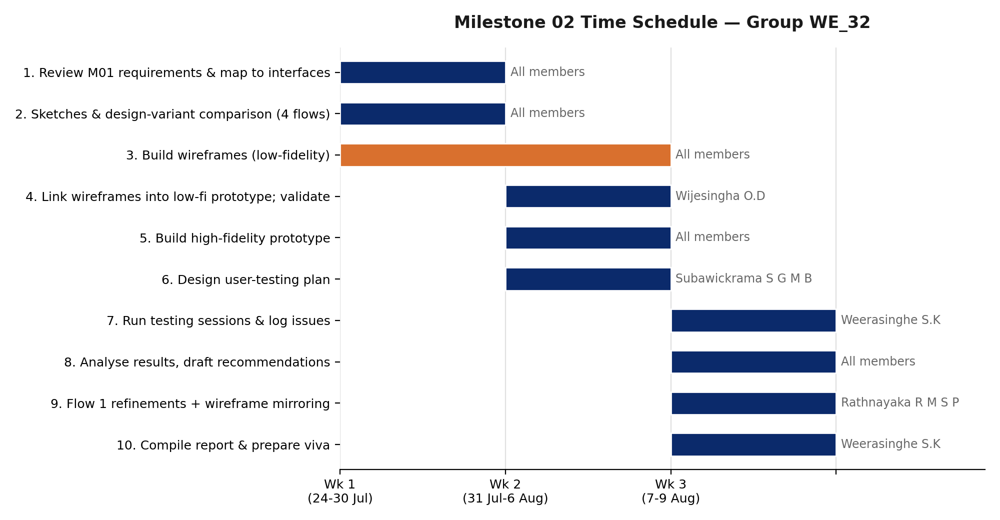 Milestone 02 Time Schedule — Group WE_32
1. Review M01 requirements & map to interfaces
All members
2. Sketches & design-variant comparison (4 flows)
All members
3. Build wireframes (low-fidelity)
All members
4. Link wireframes into low-fi prototype; validate
Wijesingha O.D
5. Build high-fidelity prototype
All members
6. Design user-testing plan
Subawickrama S G M B
7. Run testing sessions & log issues
Weerasinghe S.K
8. Analyse results, draft recommendations
All members
9. Flow 1 refinements + wireframe mirroring
Rathnayaka R M S P
10. Compile report & prepare viva
Weerasinghe S.K
Wk 1
(24-30 Jul)
Wk 2
(31 Jul-6 Aug)
Wk 3
(7-9 Aug)